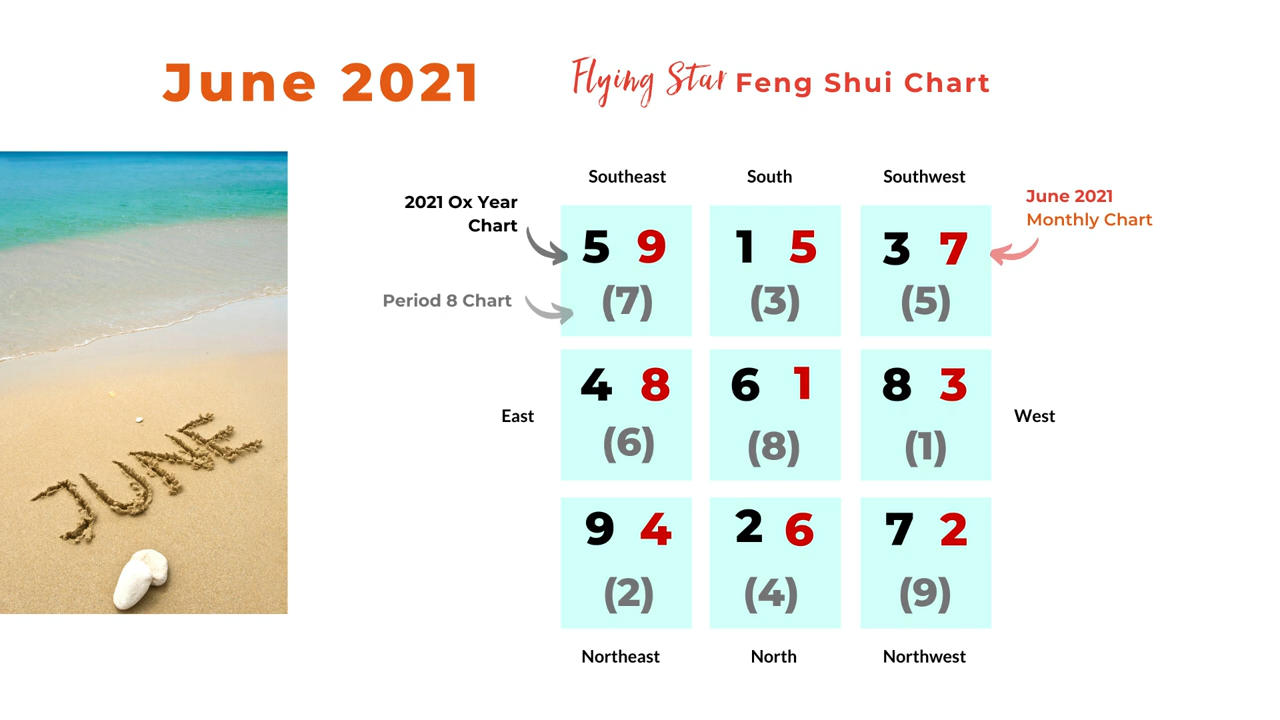 June 2021
Flying Star Feng Shui Chart
Southeast South Southwest
2021 Ox Year
Chart
June 2021
Monthly Chart
5 9 1 5 3 7
Period 8 Chart
(7) (3) (5)
4 8 6 1 8 3
East
West
(6) (8) (1)
JUNE
9 4 2 6 7 2
(2) (4) (9)
Northeast North Northwest